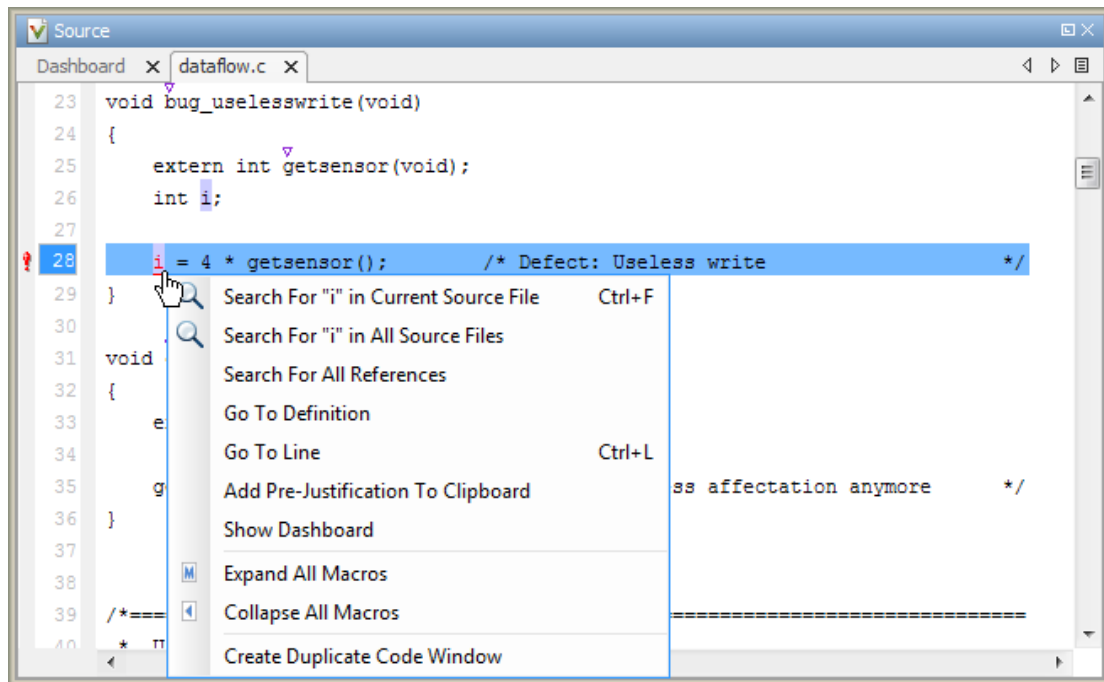 Source
Dashboard dataflow.c
23 void bug_uselesswrite(void)
24 {
25 extern int getsensor(void);
26 int i;
27
28 i = 4 * getsensor(); /* Defect: Useless write */
29 }
Search For "i" in Current Source File Ctrl+F
30
Search For "i" in All Source Files
31 void
Search For All References
32 {
Go To Definition
33 e
Go To Line Ctrl+L
34
35 g ss affectation anymore */
Add Pre-Justification To Clipboard
36 }
Show Dashboard
37
Expand All Macros
38
39 /*=== ==============================
Collapse All Macros
40 *
Create Duplicate Code Window